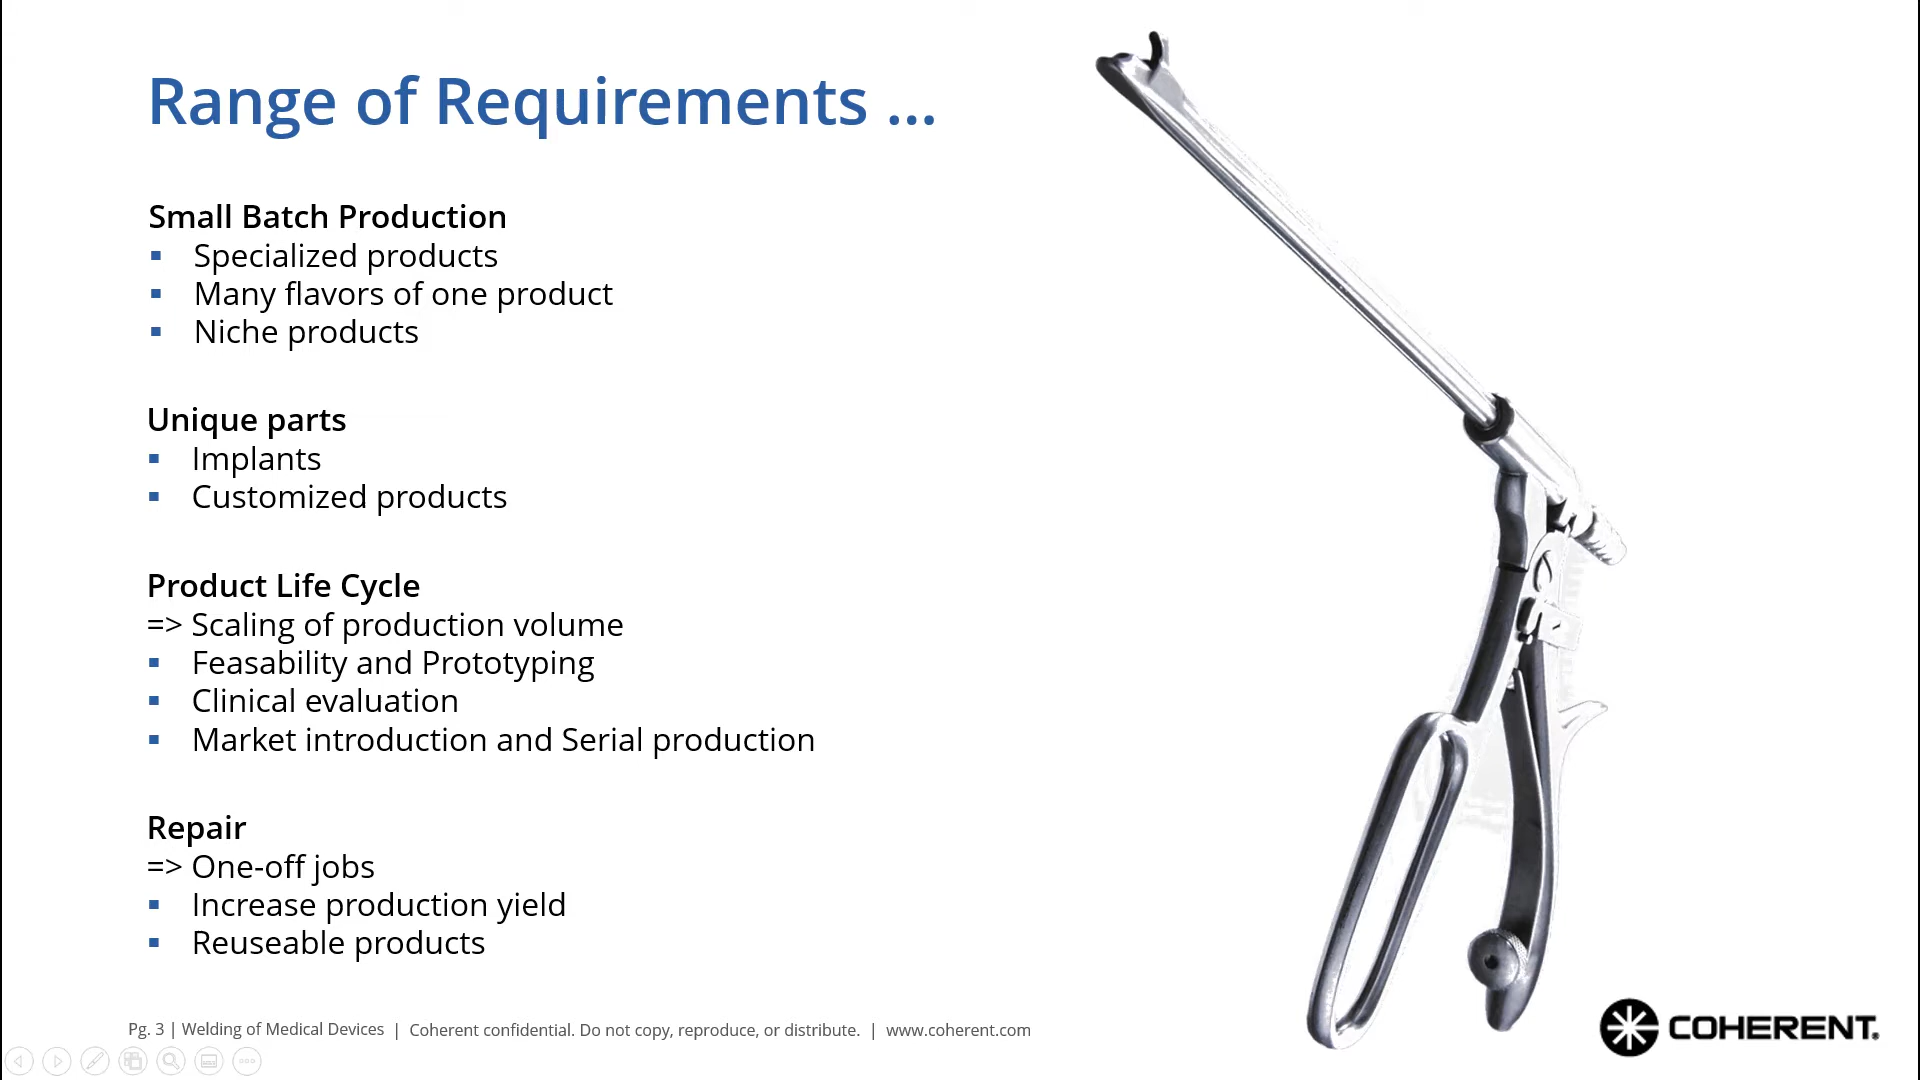 Range of Requirements ...
Small Batch Production
▪ Specialized products
▪ Many flavors of one product
▪ Niche products
Unique parts
▪ Implants
▪ Customized products
Product Life Cycle
=> Scaling of production volume
▪ Feasability and Prototyping
▪ Clinical evaluation
▪ Market introduction and Serial production
Repair
=> One-off jobs
▪ Increase production yield
▪ Reuseable products
Pg. 3 | Welding of Medical Devices | Coherent confidential. Do not copy, reproduce, or distribute. | www.coherent.com
COHERENT.